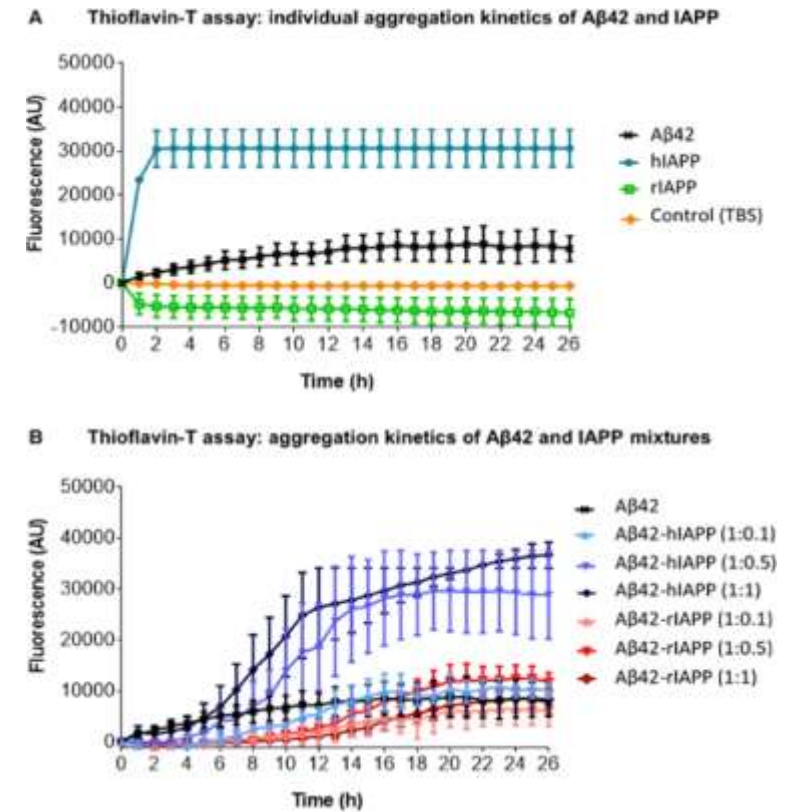 A Thioflavin-T assay: individual aggregation kinetics of Aβ42 and IAPP
50000
40000
30000
20000
10000
0
-10000
Fluorescence (AU)
0 2 4 6 8 10 12 14 16 18 20 22 24 26
Time (h)
Aβ42
hIAPP
rIAPP
Control (TBS)
B Thioflavin-T assay: aggregation kinetics of Aβ42 and IAPP mixtures
50000
40000
30000
20000
10000
0
Fluorescence (AU)
0 2 4 6 8 10 12 14 16 18 20 22 24 26
Time (h)
Aβ42
Aβ42-hIAPP (1:0.1)
Aβ42-hIAPP (1:0.5)
Aβ42-hIAPP (1:1)
Aβ42-rIAPP (1:0.1)
Aβ42-rIAPP (1:0.5)
Aβ42-rIAPP (1:1)